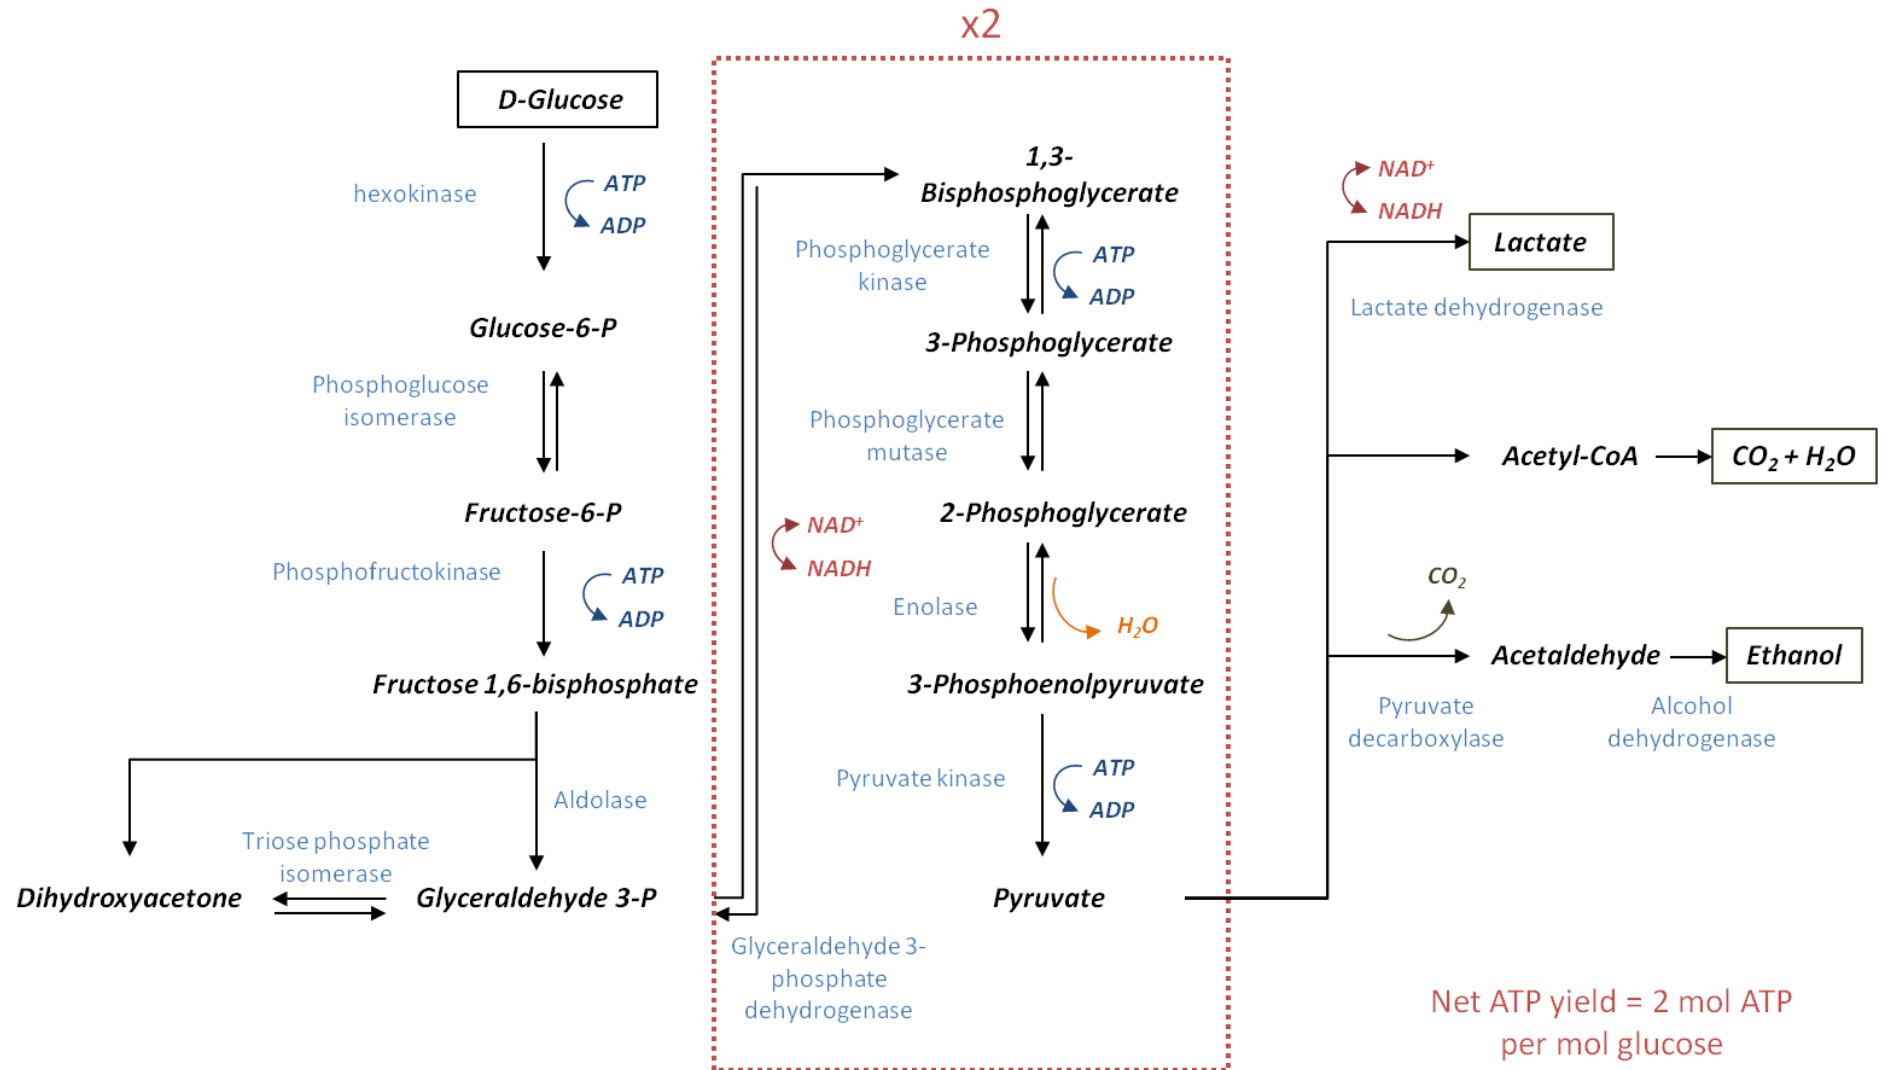 x2
D-Glucose
hexokinase
ATP
ADP
Glucose-6-P
Phosphoglucose
isomerase
Fructose-6-P
Phosphofructokinase
ATP
ADP
Fructose 1,6-bisphosphate
Aldolase
Triose phosphate
isomerase
Dihydroxyacetone
Glyceraldehyde 3-P
1,3-
Bisphosphoglycerate
Phosphoglycerate
kinase
ATP
ADP
3-Phosphoglycerate
Phosphoglycerate
mutase
2-Phosphoglycerate
NAD⁺
NADH
Enolase
H₂O
3-Phosphoenolpyruvate
Pyruvate kinase
ATP
ADP
Pyruvate
Glyceraldehyde 3-
phosphate
dehydrogenase
NAD⁺
NADH
Lactate
Lactate dehydrogenase
Acetyl-CoA
CO₂ + H₂O
CO₂
Acetaldehyde
Ethanol
Pyruvate
decarboxylase
Alcohol
dehydrogenase
Net ATP yield = 2 mol ATP
per mol glucose